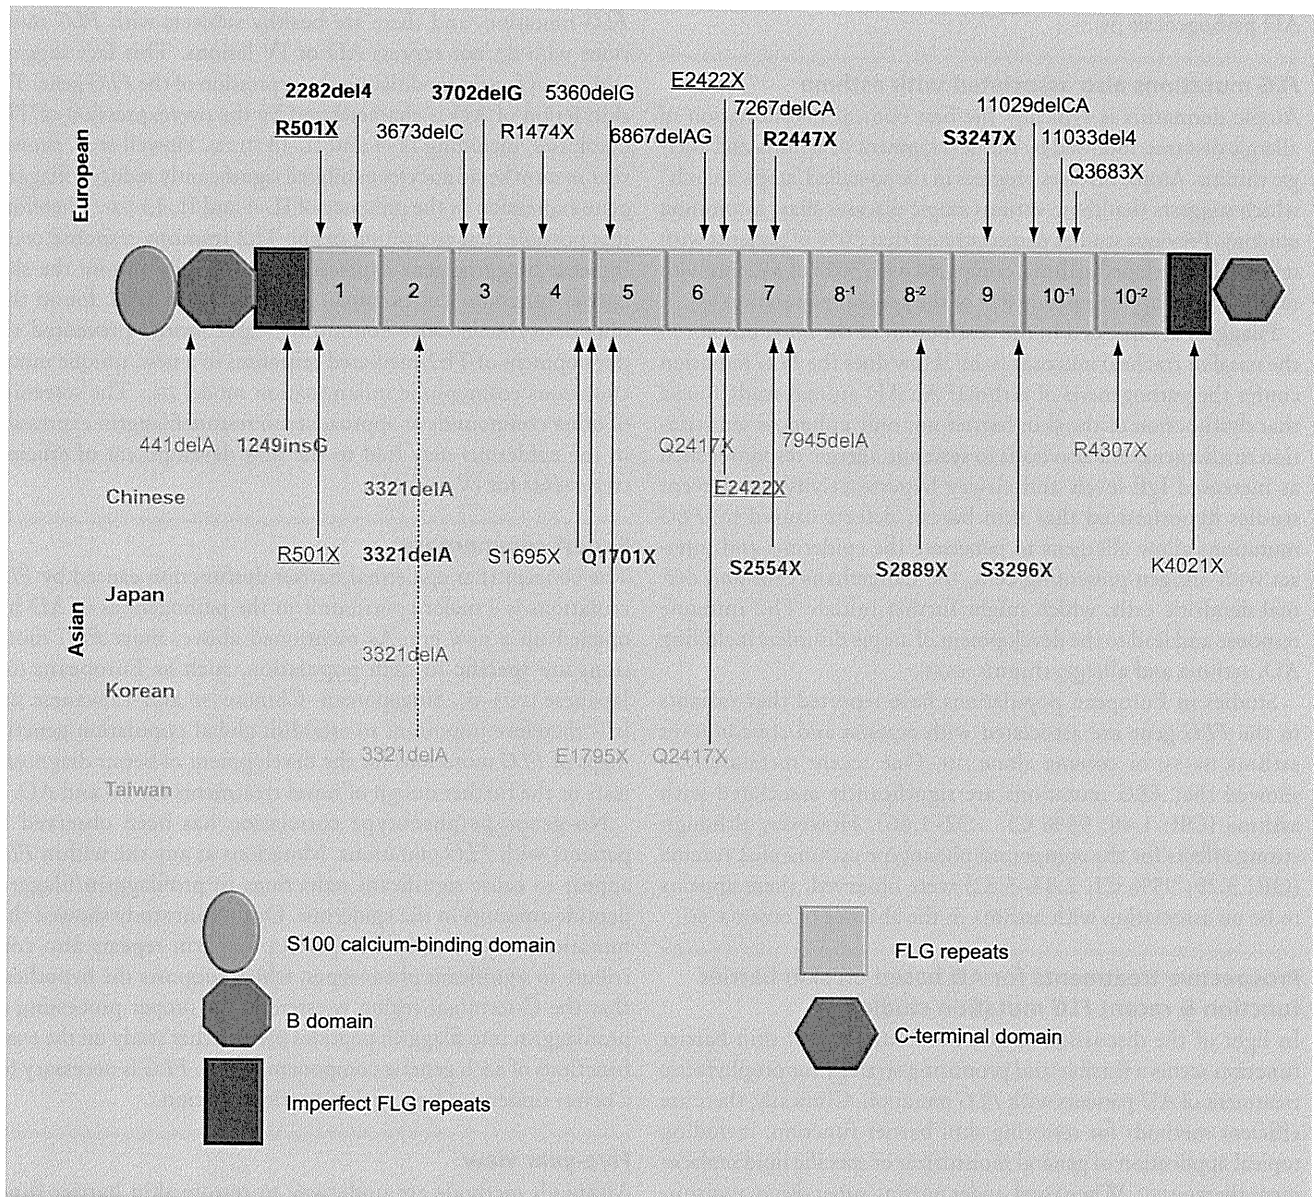 2282del4 3702delG 5360delG E2422X 7267delCA 11029delCA
R501X 3673delC R1474X 6867delAG R2447X S3247X 11033del4
Q3683X
European
1 2 3 4 5 6 7 8-1 8-2 9 10-1 10-2
441delA 1249insG Q2417X 7945delA R4307X
Chinese 3321delA E2422X
R501X 3321delA S1695X Q1701X S2554X S2889X S3296X K4021X
Japan
Asian
3321delA
Korean
3321delA E1795X Q2417X
Taiwan
S100 calcium-binding domain
FLG repeats
B domain
C-terminal domain
Imperfect FLG repeats